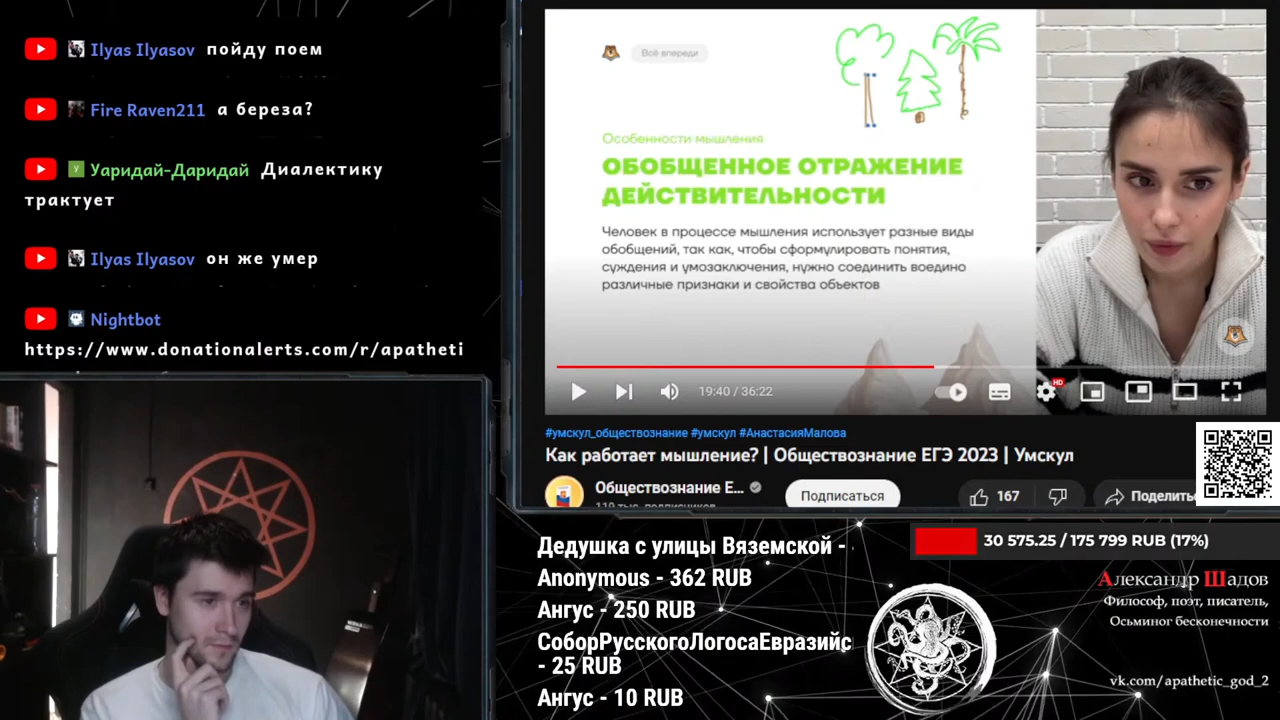 Ilyas Ilyasov пойду поем
Fire Raven211 а береза?
Уаридай-Даридай Диалектику
трактует
Ilyas Ilyasov он же умер
Nightbot
https://www.donationalerts.com/r/apatheti
Всё впереди
Особенности мышления
ОБОБЩЕННОЕ ОТРАЖЕНИЕ
ДЕЙСТВИТЕЛЬНОСТИ
Человек в процессе мышления использует разные виды
обобщений, так как, чтобы сформулировать понятия,
суждения и умозаключения, нужно соединить воедино
различные признаки и свойства объектов
19:40 / 36:22
HD
#умскул_обществознание #умскул #АнастасияМалова
Как работает мышление? | Обществознание ЕГЭ 2023 | Умскул
Обществознание Е...
Подписаться
167
Поделить
30 575.25 / 175 799 RUB (17%)
Дедушка с улицы Вяземской -
Anonymous - 362 RUB
Ангус - 250 RUB
СоборРусскогоЛогосаЕвразийс
- 25 RUB
Ангус - 10 RUB
Александр Шадов
Философ, поэт, писатель,
Осьминог бесконечности
vk.com/apathetic_god_2